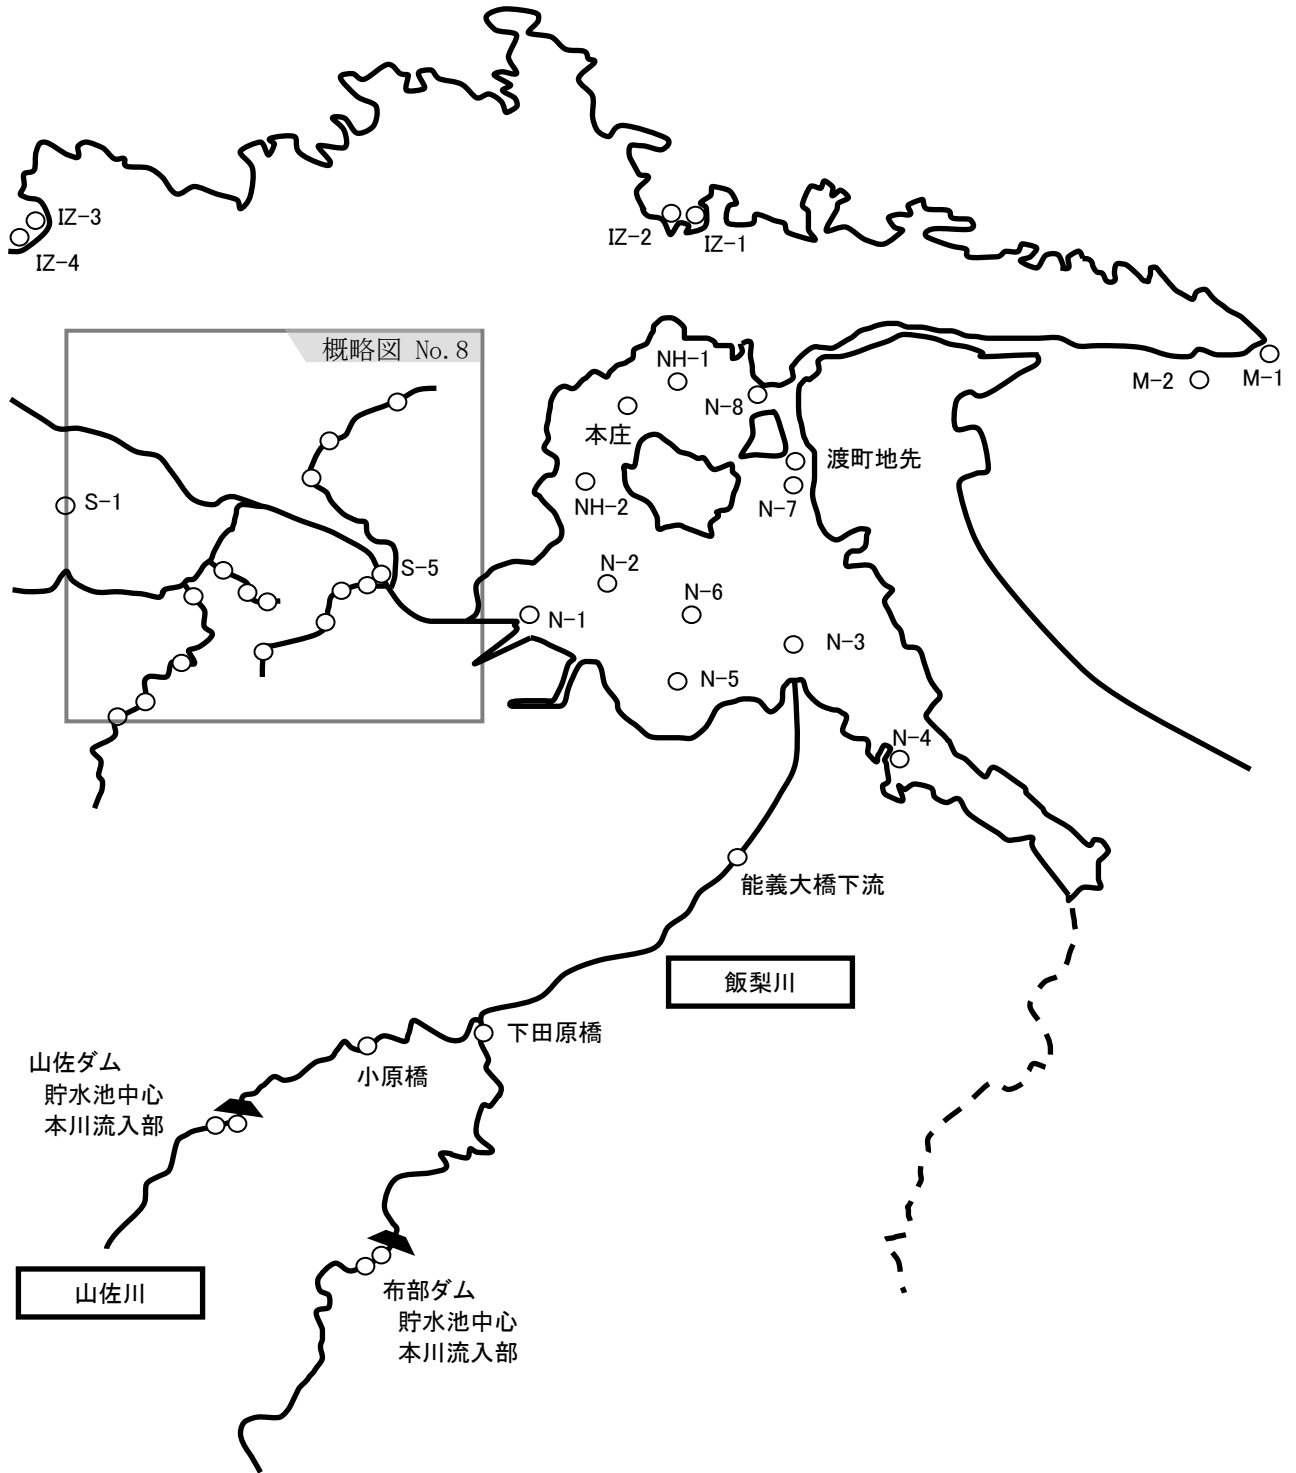 IZ-3
IZ-4
IZ-2
IZ-1
概略図 No.8
NH-1
M-2
M-1
N-8
本庄
渡町地先
S-1
NH-2
N-7
S-5
N-2
N-6
N-1
N-3
N-5
N-4
能義大橋下流
飯梨川
下田原橋
小原橋
山佐ダム
貯水池中心
本川流入部
山佐川
布部ダム
貯水池中心
本川流入部